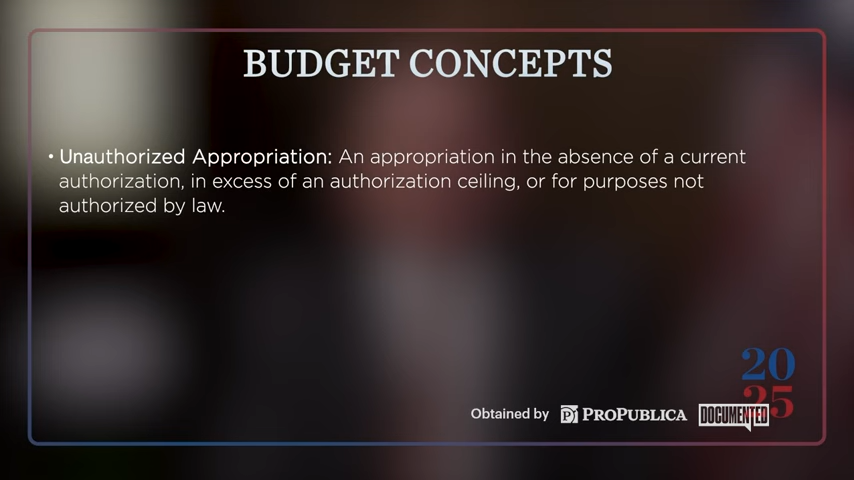 BUDGET CONCEPTS
• Unauthorized Appropriation: An appropriation in the absence of a current
authorization, in excess of an authorization ceiling, or for purposes not
authorized by law.
20
25
Obtained by PROPUBLICA DOCUMENTED